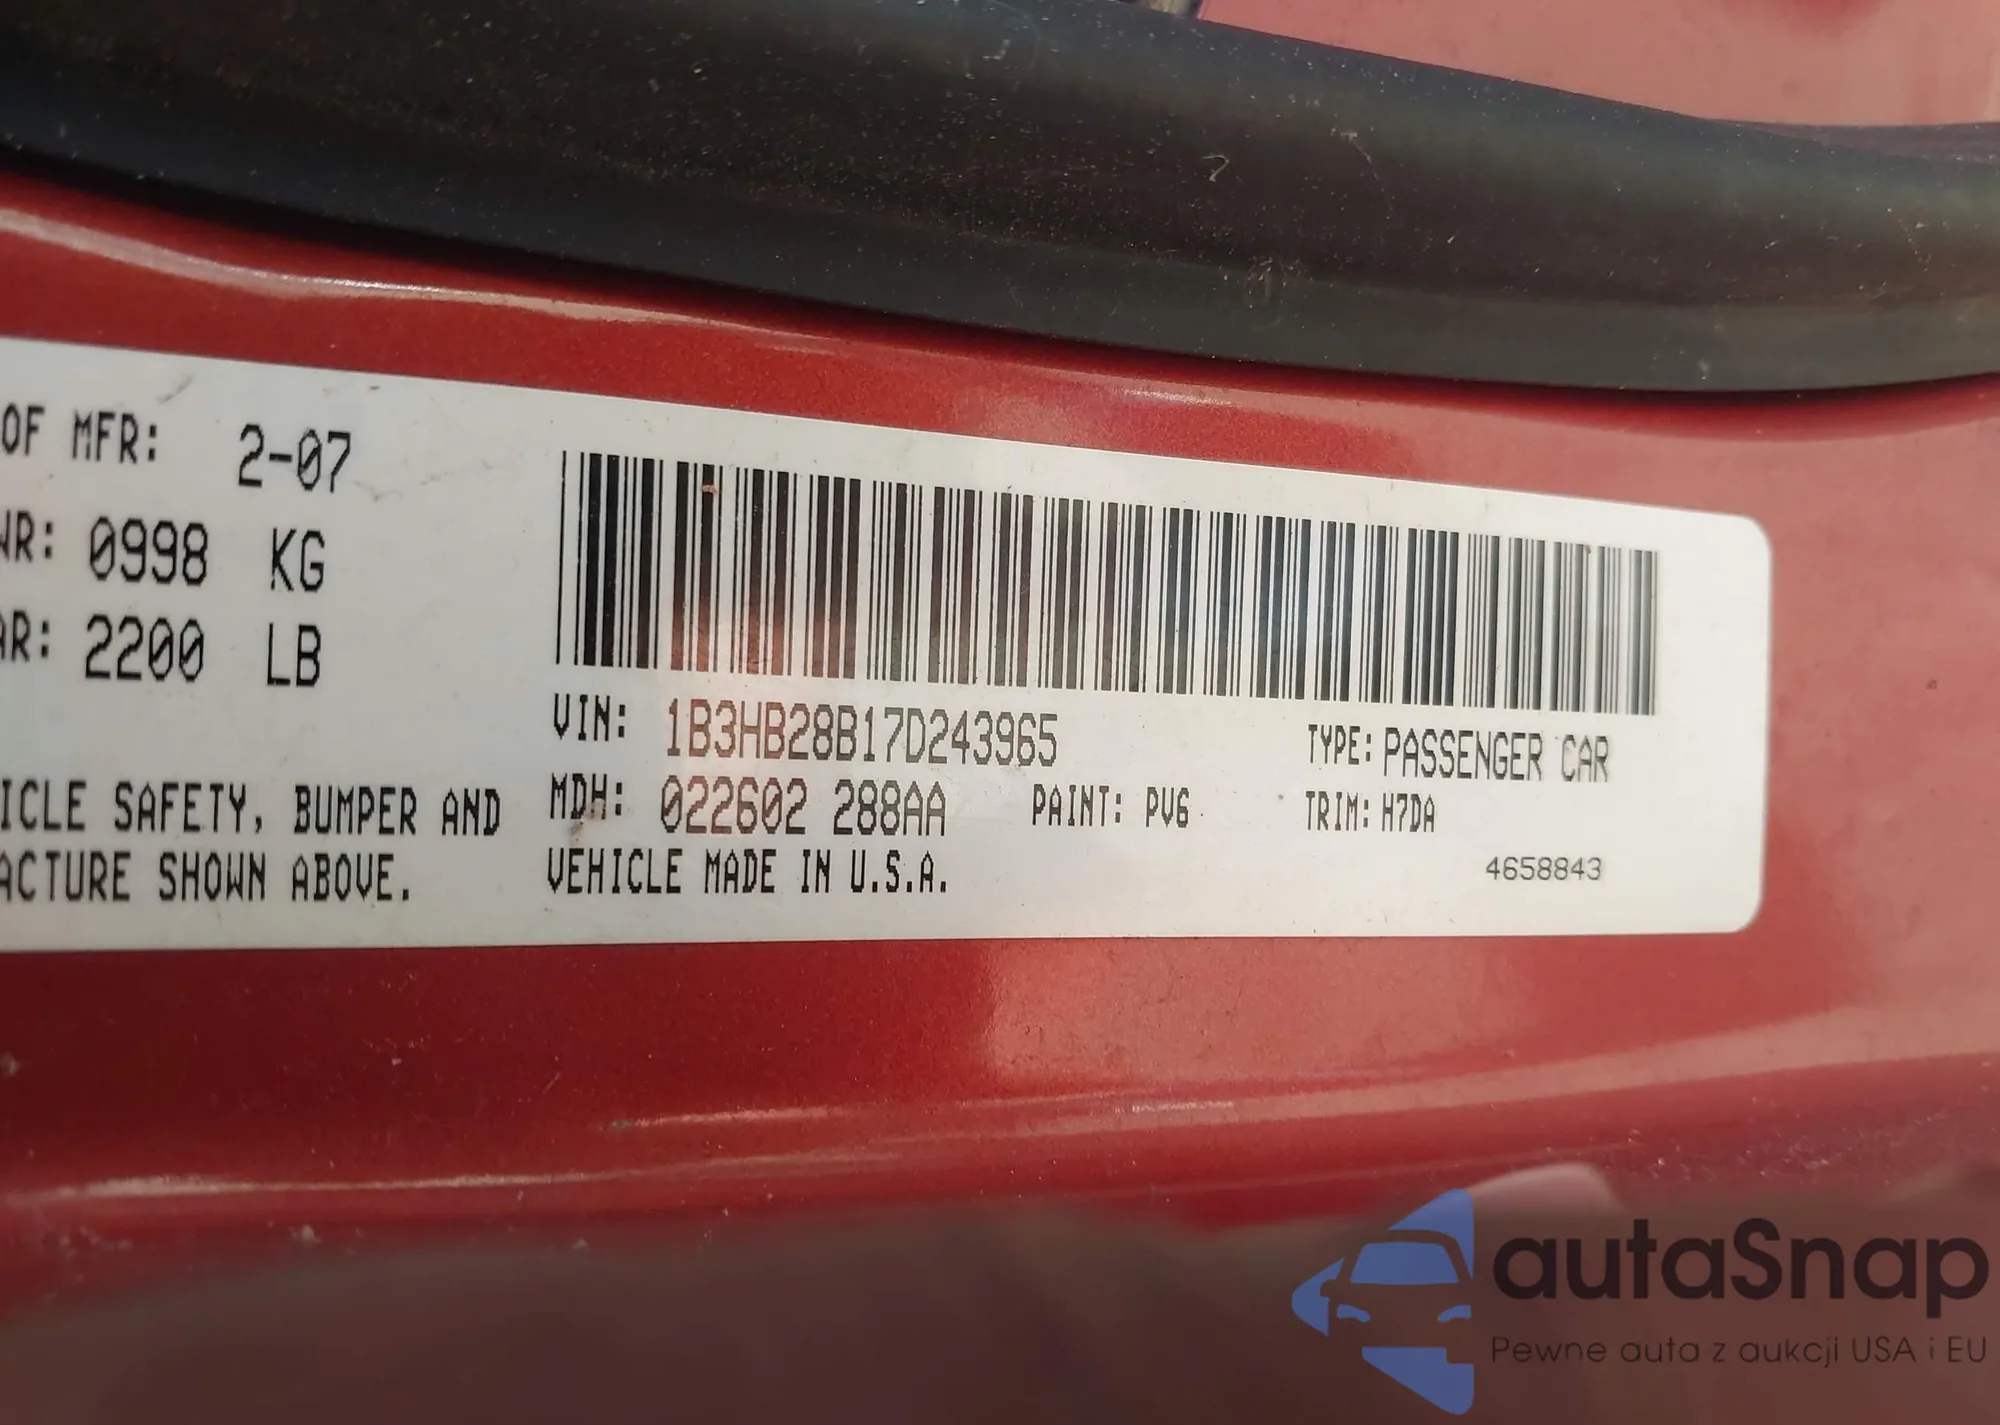 OF MFR: 2-07
WR: 0998 KG
AR: 2200 LB
ICLE SAFETY, BUMPER AND
ACTURE SHOWN ABOVE.
VIN: 1B3HB28B17D243965
TYPE: PASSENGER CAR
MDH: 022602 288AA
PAINT: PV6
TRIM: H7DA
VEHICLE MADE IN U.S.A.
4658843
autaSnap
Pewne auta z aukcji USA i EU